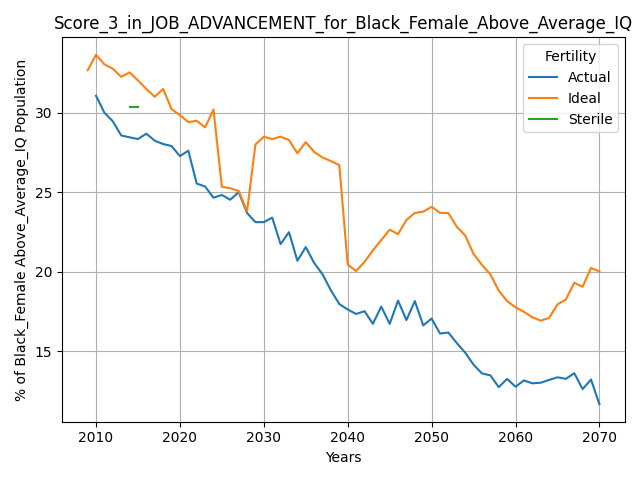 Score_3_in_JOB_ADVANCEMENT_for_Black_Female_Above_Average_IQ
% of Black_Female Above_Average_IQ Population
30
25
20
15
Fertility
Actual
Ideal
Sterile
2010 2020 2030 2040 2050 2060 2070
Years